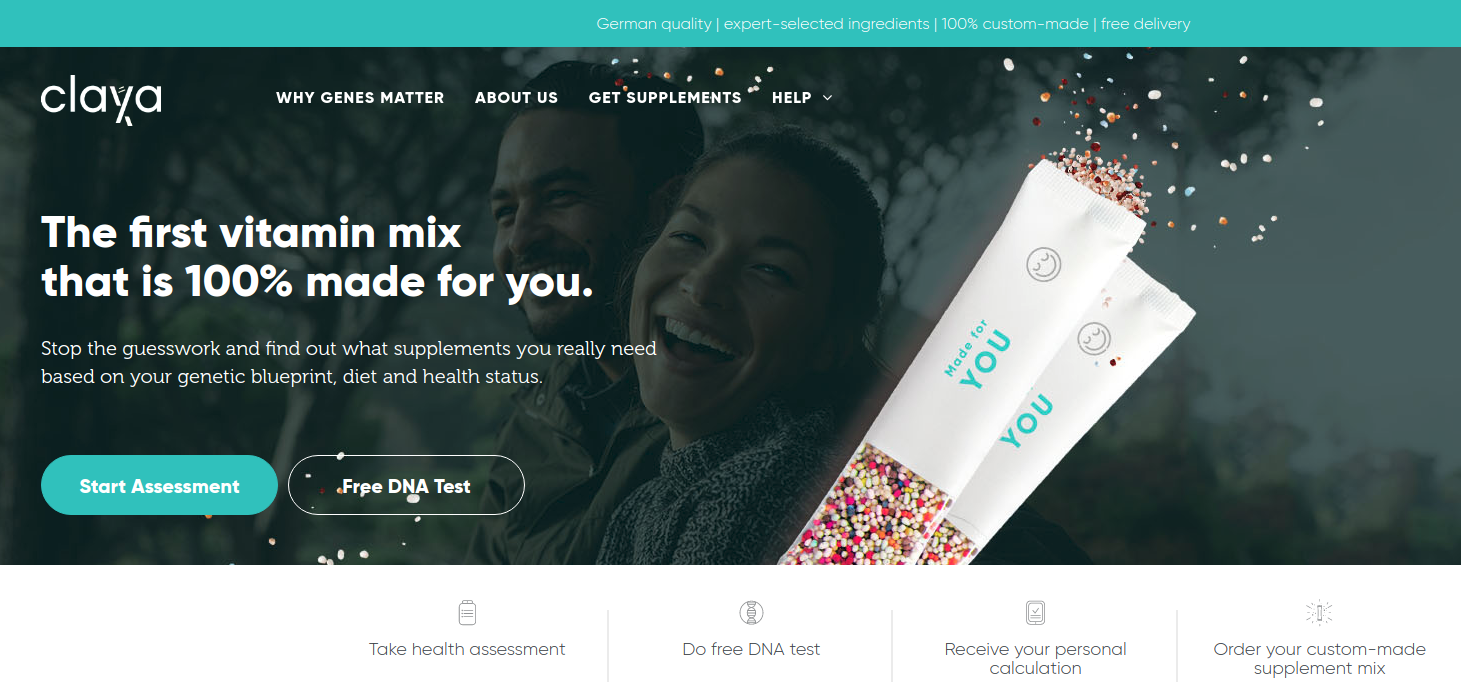 German quality | expert-selected ingredients | 100% custom-made | free delivery
claya
WHY GENES MATTER
ABOUT US
GET SUPPLEMENTS
HELP
The first vitamin mix
that is 100% made for you.
Stop the guesswork and find out what supplements you really need
based on your genetic blueprint, diet and health status.
Start Assessment
Free DNA Test
Made for
YOU
YOU
Take health assessment
Do free DNA test
Receive your personal
calculation
Order your custom-made
supplement mix